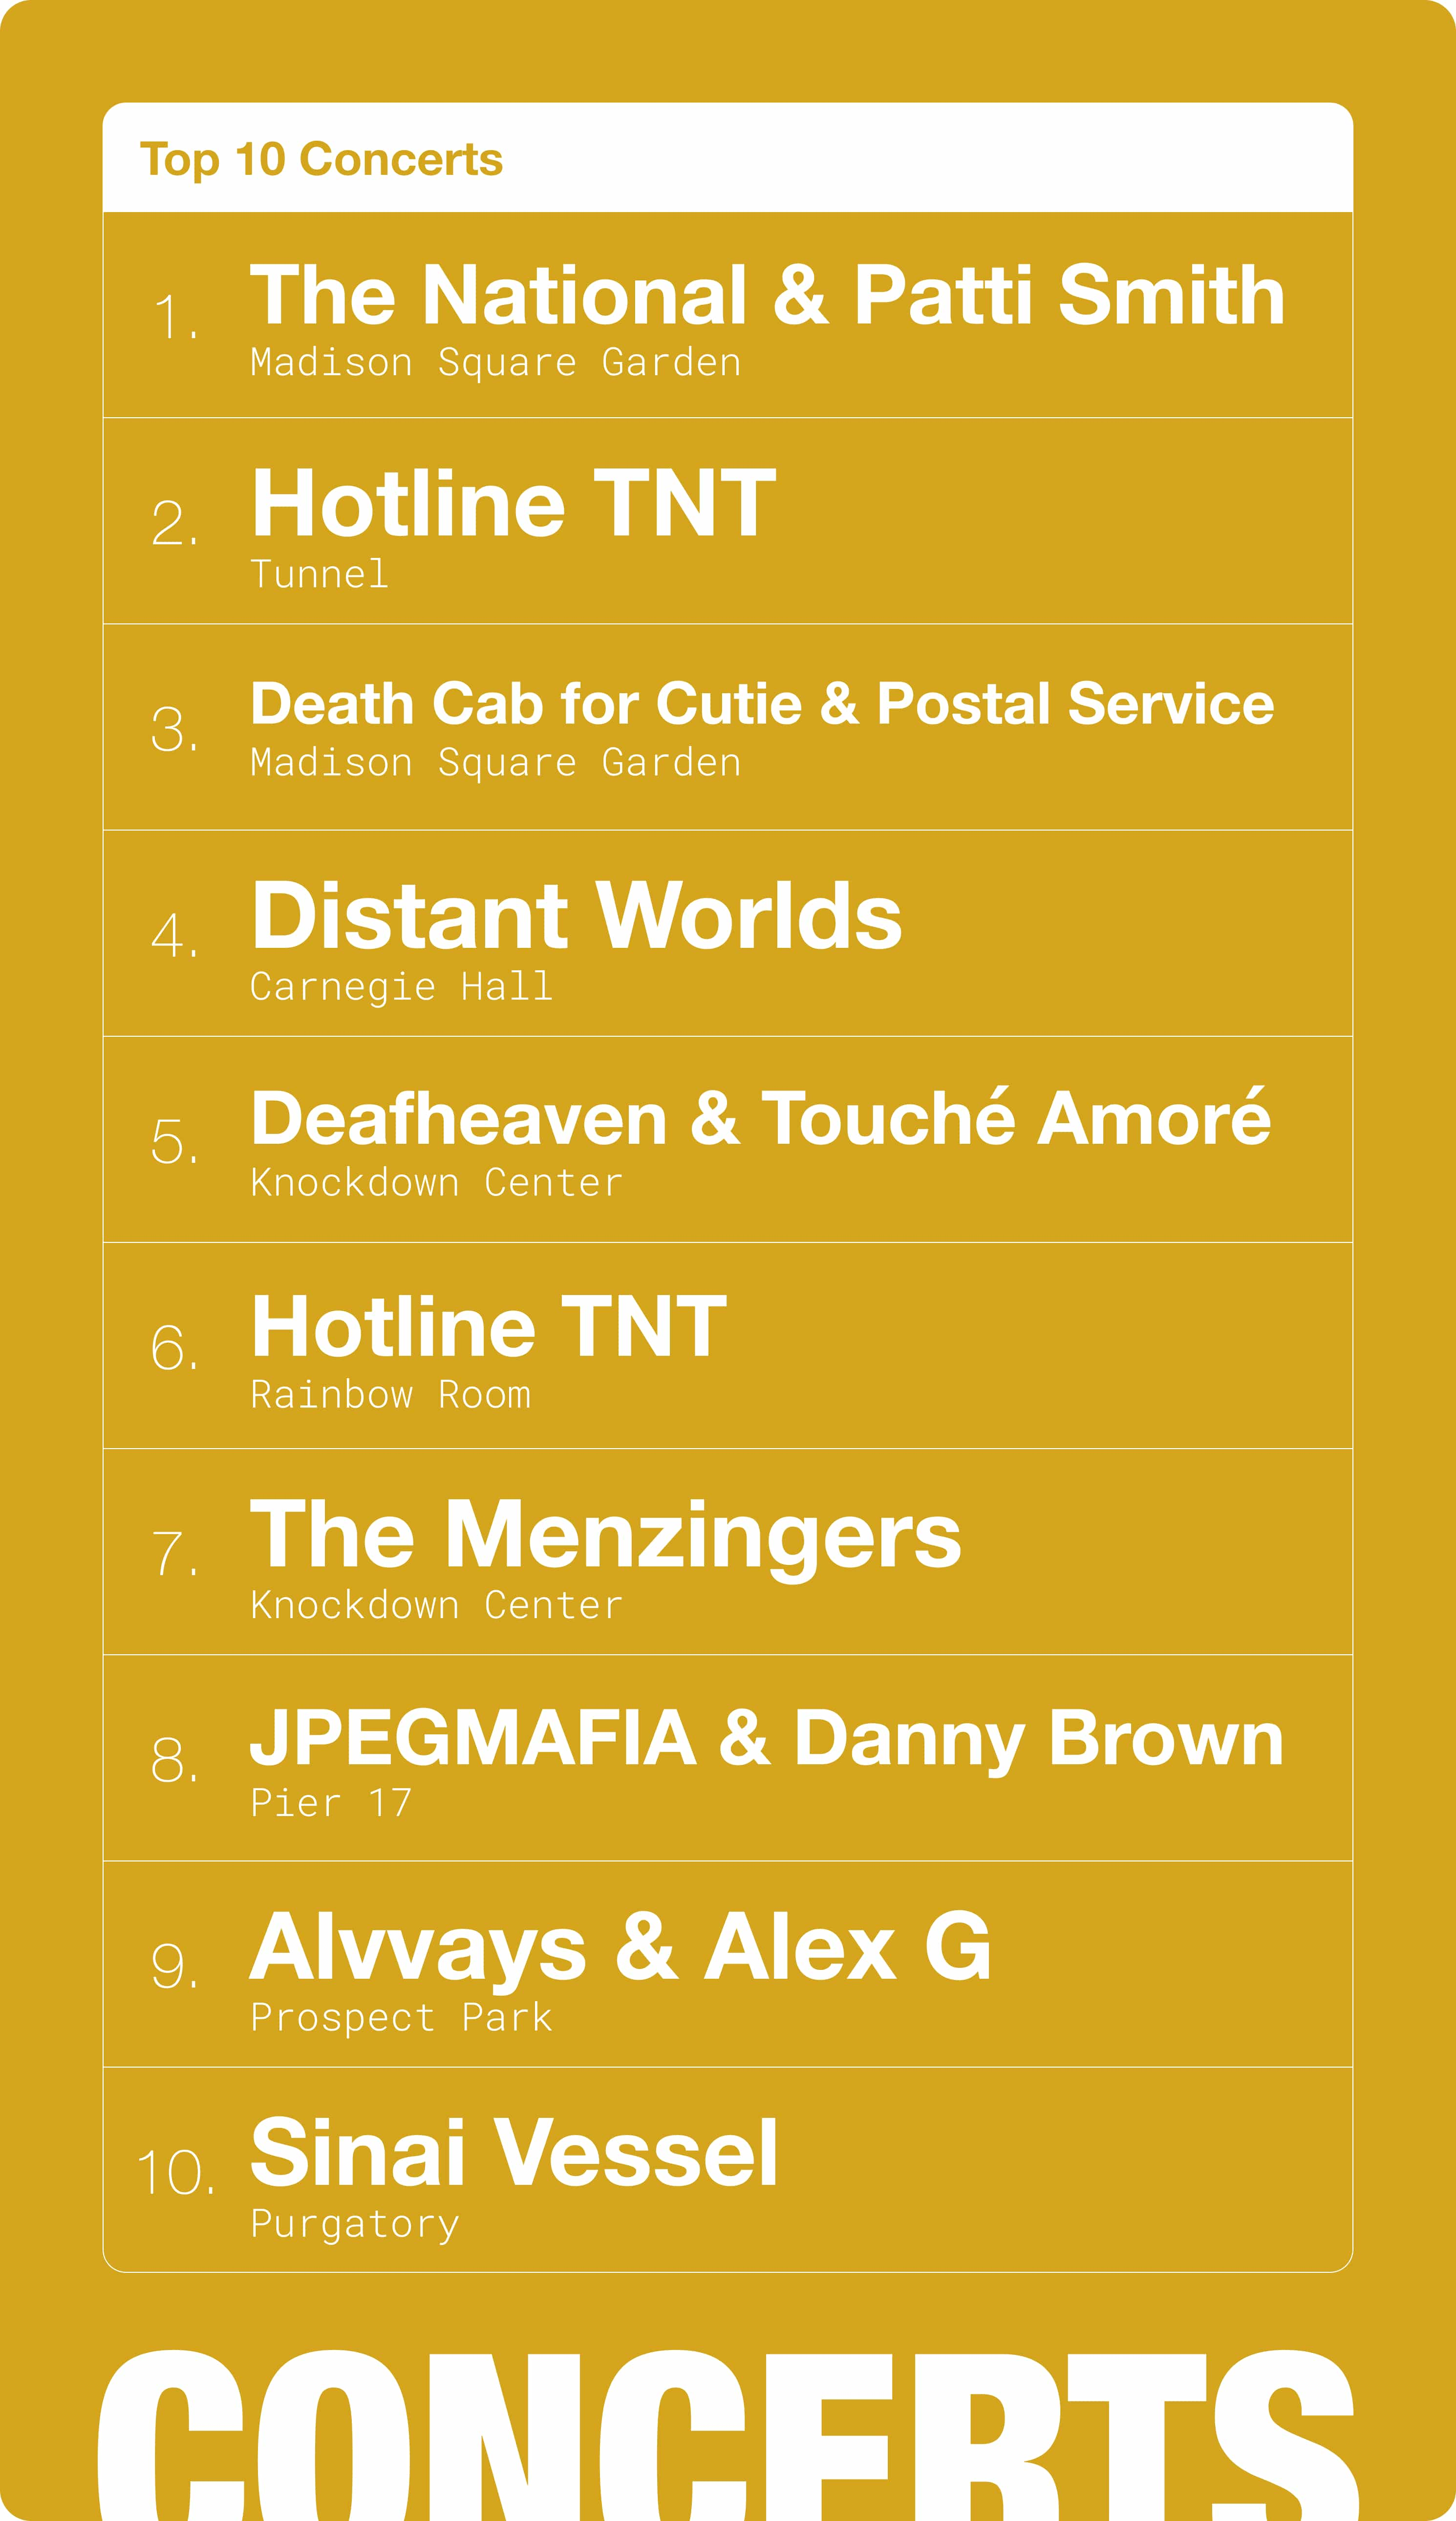 Top 10 Concerts
1. The National & Patti Smith
Madison Square Garden
2. Hotline TNT
Tunnel
3. Death Cab for Cutie & Postal Service
Madison Square Garden
4. Distant Worlds
Carnegie Hall
5. Deafheaven & Touché Amoré
Knockdown Center
6. Hotline TNT
Rainbow Room
7. The Menzingers
Knockdown Center
8. JPEGMAFIA & Danny Brown
Pier 17
9. Alvvays & Alex G
Prospect Park
10. Sinai Vessel
Purgatory
CONCERTS